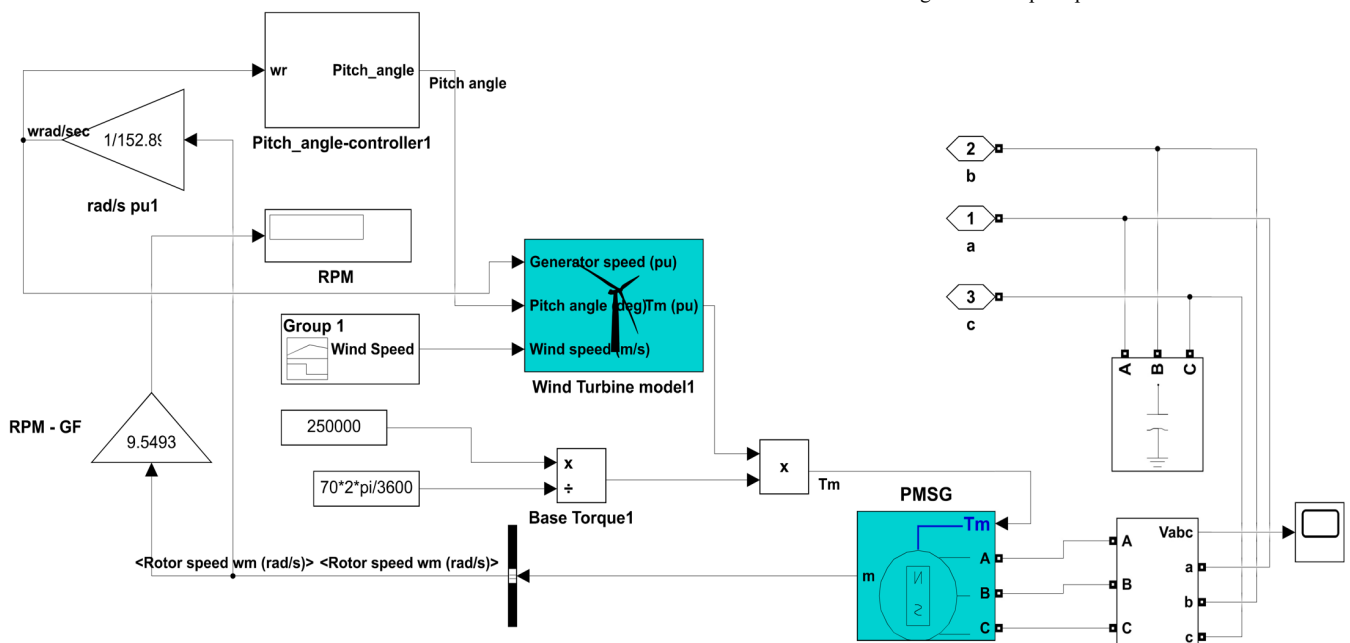 wr
Pitch_angle
Pitch angle
Pitch_angle-controller1
wrad/sec
1/152.89
rad/s pu1
RPM
2
b
1
a
3
c
Generator speed (pu)
Pitch angle (deg)
Tm (pu)
Wind speed (m/s)
Wind Turbine model1
Group 1
Wind Speed
RPM - GF
9.5493
250000
70*2*pi/3600
x
÷
Base Torque1
x
Tm
PMSG
Tm
m
A
B
C
N
S
<Rotor speed wm (rad/s)> <Rotor speed wm (rad/s)>
A
B
C
A
B
C
Vabc
a
b
c